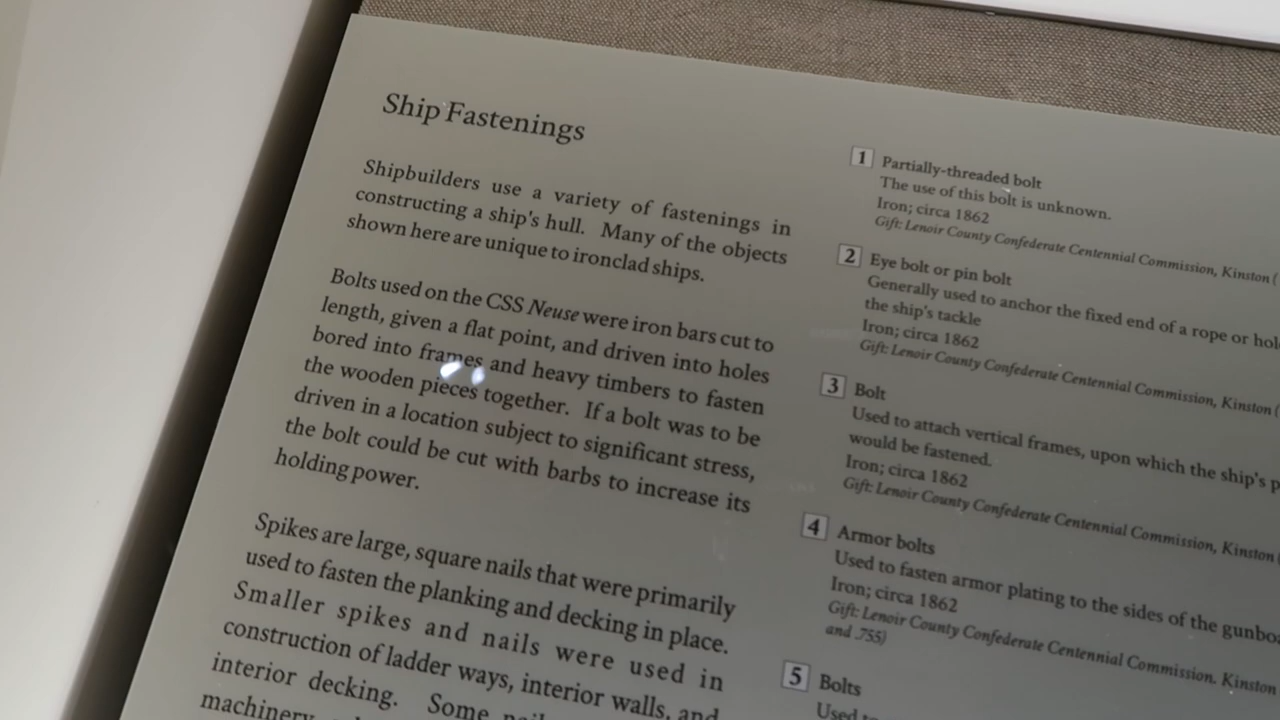 Ship Fastenings
Shipbuilders use a variety of fastenings in
constructing a ship's hull. Many of the objects
shown here are unique to ironclad ships.
Bolts used on the CSS Neuse were iron bars cut to
length, given a flat point, and driven into holes
bored into frames and heavy timbers to fasten
the wooden pieces together. If a bolt was to be
driven in a location subject to significant stress,
the bolt could be cut with barbs to increase its
holding power.
Spikes are large, square nails that were primarily
used to fasten the planking and decking in place.
Smaller spikes and nails were used in
construction of ladder ways, interior walls, and
interior decking. Some
machinery
1 Partially-threaded bolt
The use of this bolt is unknown.
Iron; circa 1862
Gift: Lenoir County Confederate Centennial Commission, Kinston (
2 Eye bolt or pin bolt
Generally used to anchor the fixed end of a rope or
the ship's tackle
Iron; circa 1862
Gift: Lenoir County Confederate Centennial Commission, Kinston (
3 Bolt
Used to attach vertical frames, upon which the ship's
would be fastened.
Iron; circa 1862
Gift: Lenoir County Confederate Centennial Commission, Kinston (
4 Armor bolts
Used to fasten armor plating to the sides of the
Iron; circa 1862
Gift: Lenoir County Confederate Centennial Commission. Kinston
and .755)
5 Bolts
Used